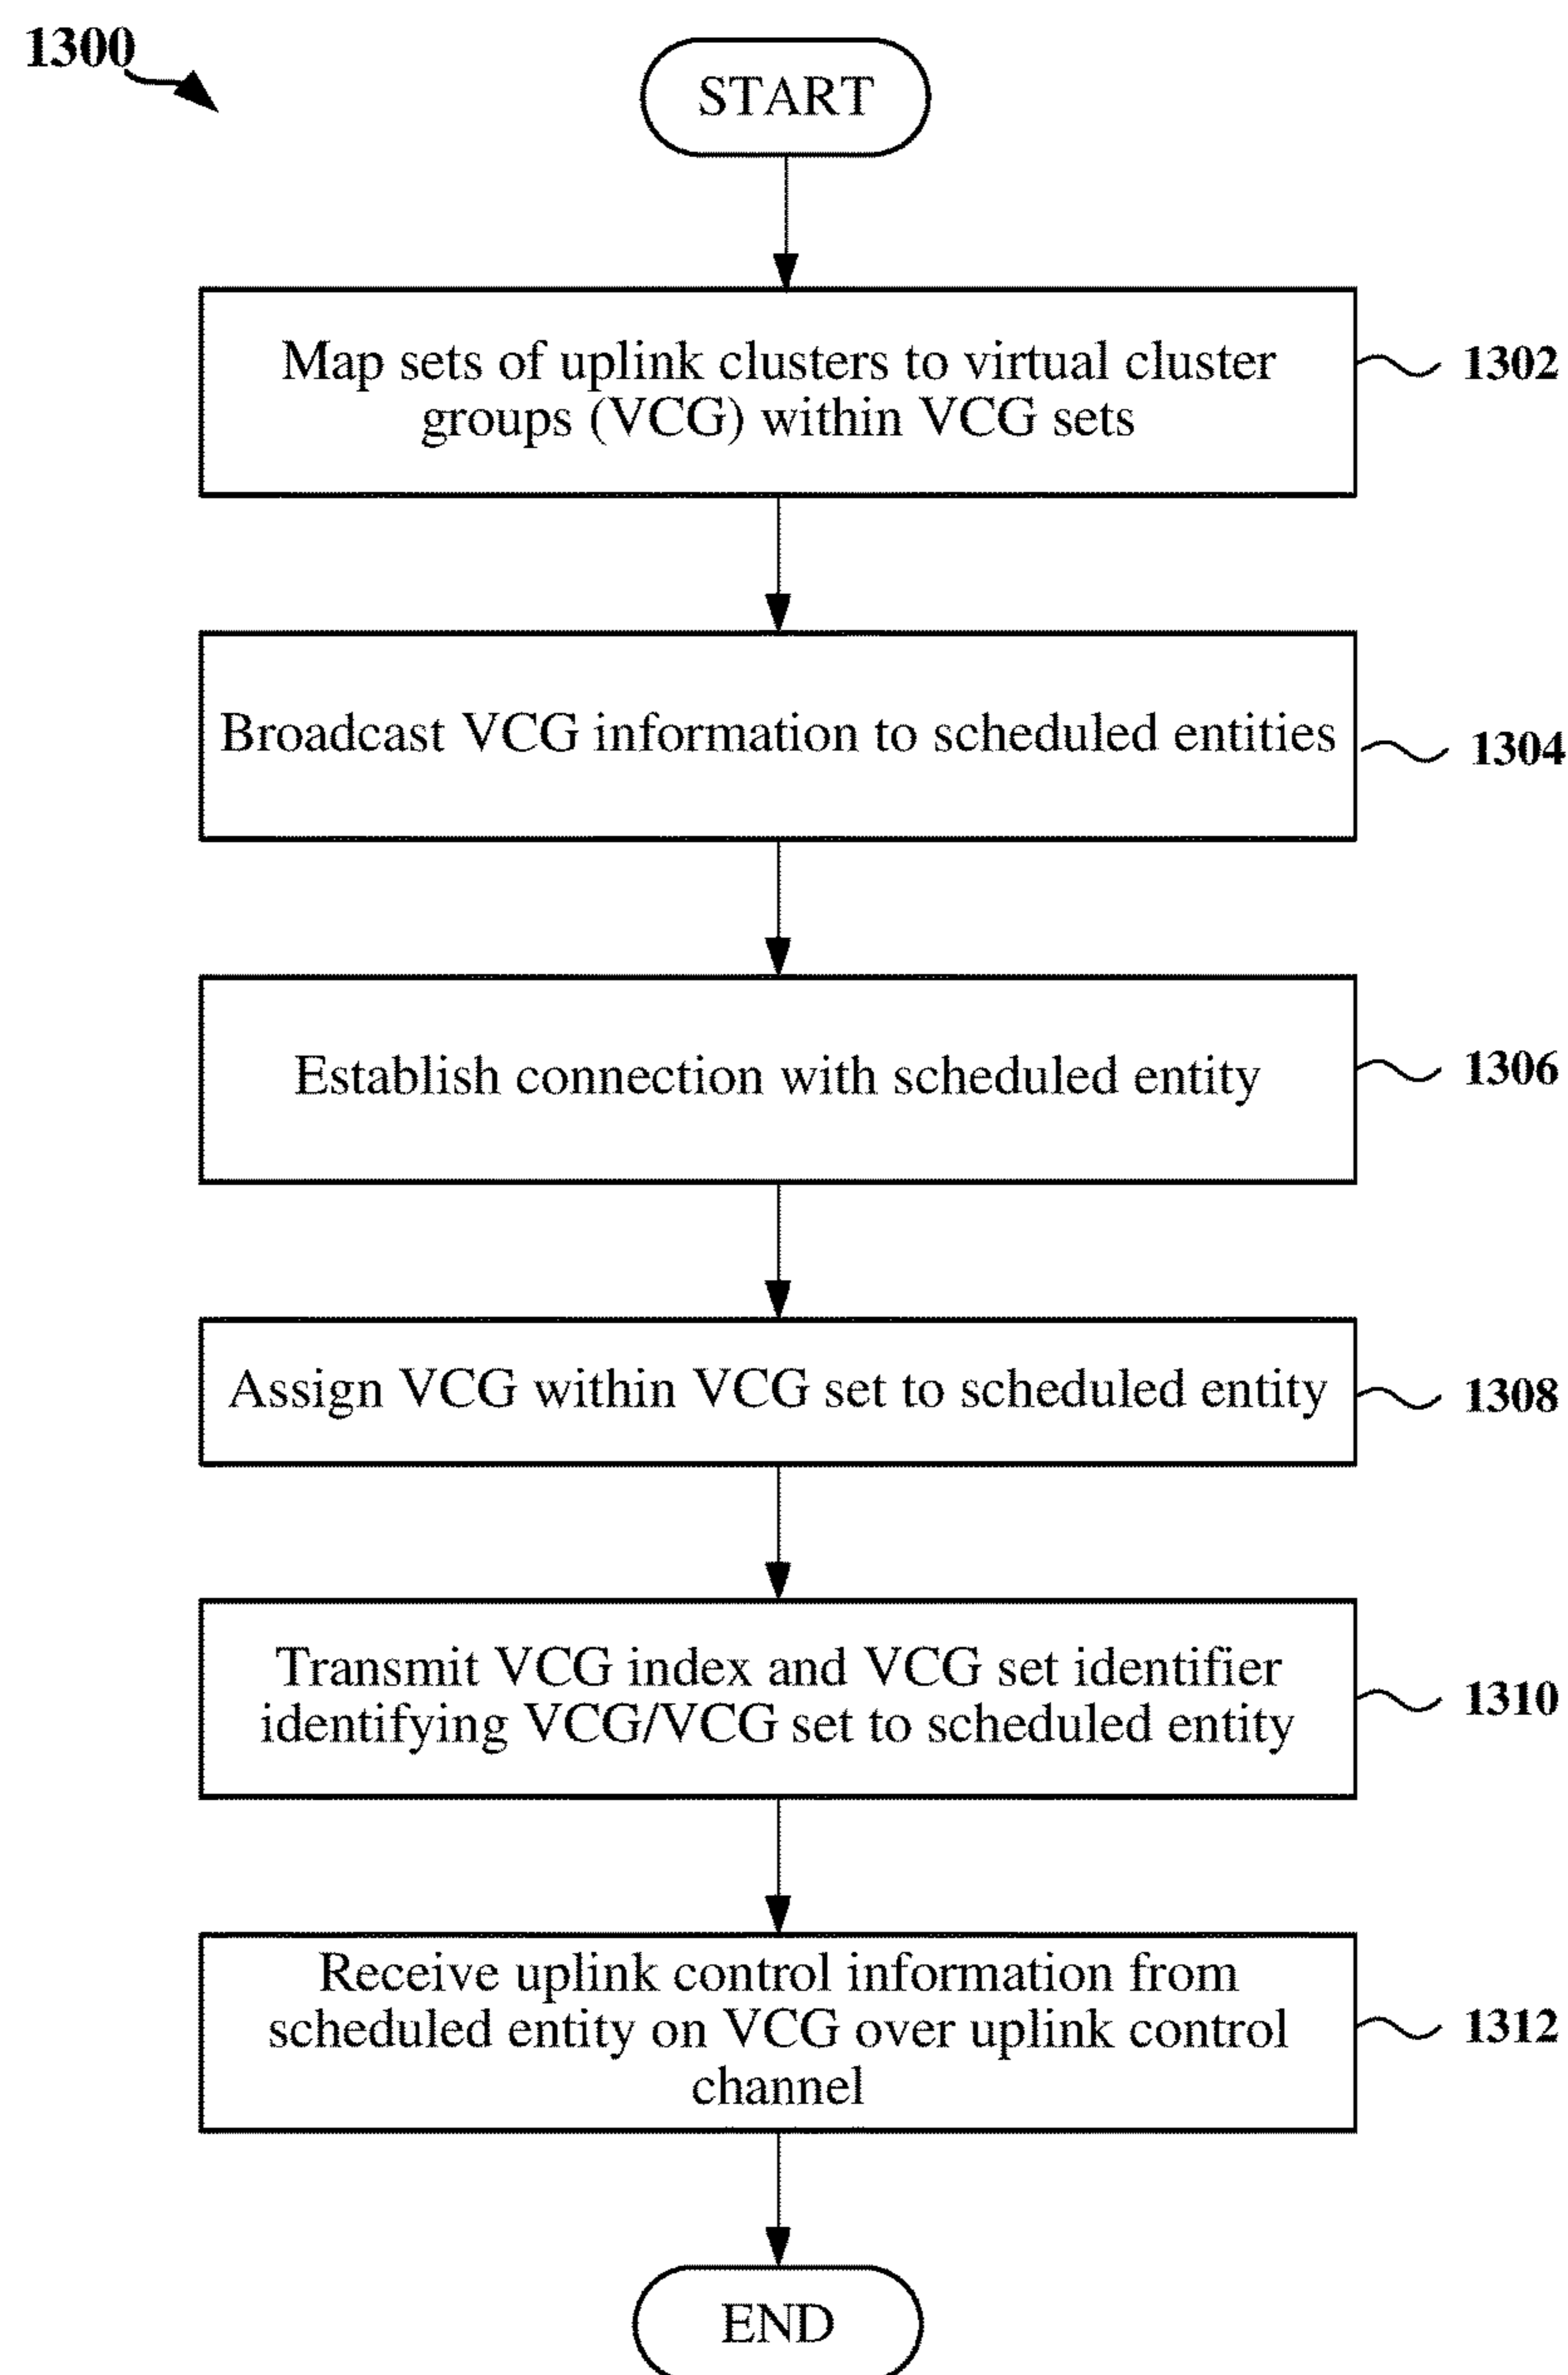 1300
START
Map sets of uplink clusters to virtual cluster
groups (VCG) within VCG sets
1302
Broadcast VCG information to scheduled entities
1304
Establish connection with scheduled entity
1306
Assign VCG within VCG set to scheduled entity
1308
Transmit VCG index and VCG set identifier
identifying VCG/VCG set to scheduled entity
1310
Receive uplink control information from
scheduled entity on VCG over uplink control
channel
1312
END